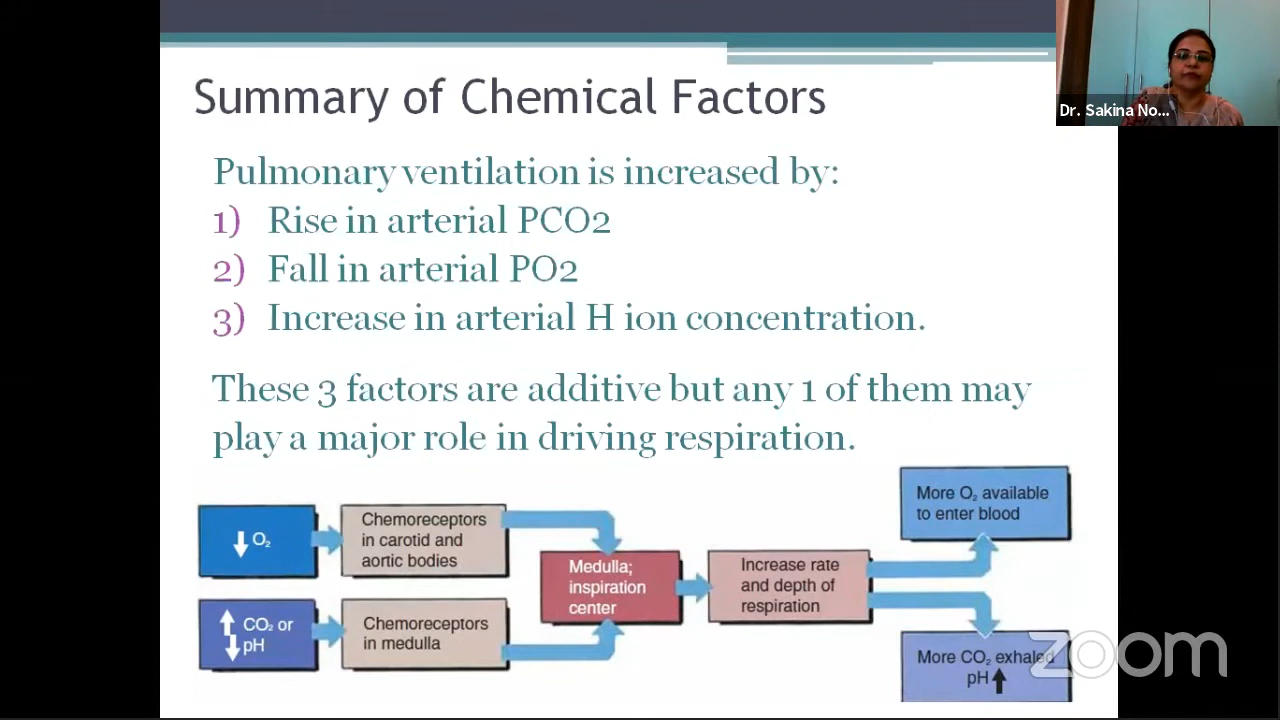 Summary of Chemical Factors
Dr. Sakina No...
Pulmonary ventilation is increased by:
1) Rise in arterial PCO2
2) Fall in arterial PO2
3) Increase in arterial H ion concentration.
These 3 factors are additive but any 1 of them may
play a major role in driving respiration.
↓ O₂
Chemoreceptors
in carotid and
aortic bodies
↑ CO₂ or
↓ pH
Chemoreceptors
in medulla
Medulla;
inspiration
center
Increase rate
and depth of
respiration
More O₂ available
to enter blood
More CO₂ exhaled
pH ↑
zoom